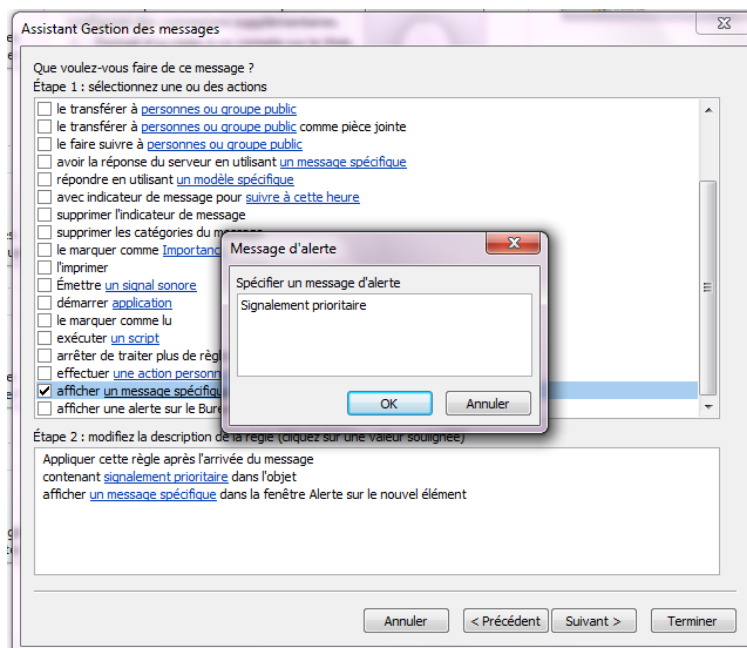 Assistant Gestion des messages
Que voulez-vous faire de ce message ?
Étape 1 : sélectionnez une ou des actions
le transférer à personnes ou groupe public
le transférer à personnes ou groupe public comme pièce jointe
le faire suivre à personnes ou groupe public
avoir la réponse du serveur en utilisant un message spécifique
répondre en utilisant un modèle spécifique
avec indicateur de message pour suivre à cette heure
supprimer l'indicateur de message
supprimer les catégories du message
le marquer comme Importanc
l'imprimer
Émettre un signal sonore
démarrer application
le marquer comme lu
exécuter un script
arrêter de traiter plus de règl
effectuer une action personn
afficher un message spécifiqu
afficher une alerte sur le Bure
Message d'alerte
Spécifier un message d'alerte
Signalement prioritaire
OK
Annuler
Étape 2 : modifiez la description de la règle (cliquez sur une valeur soulignée)
Appliquer cette règle après l'arrivée du message
contenant signalement prioritaire dans l'objet
afficher un message spécifique dans la fenêtre Alerte sur le nouvel élément
Annuler
< Précédent
Suivant >
Terminer